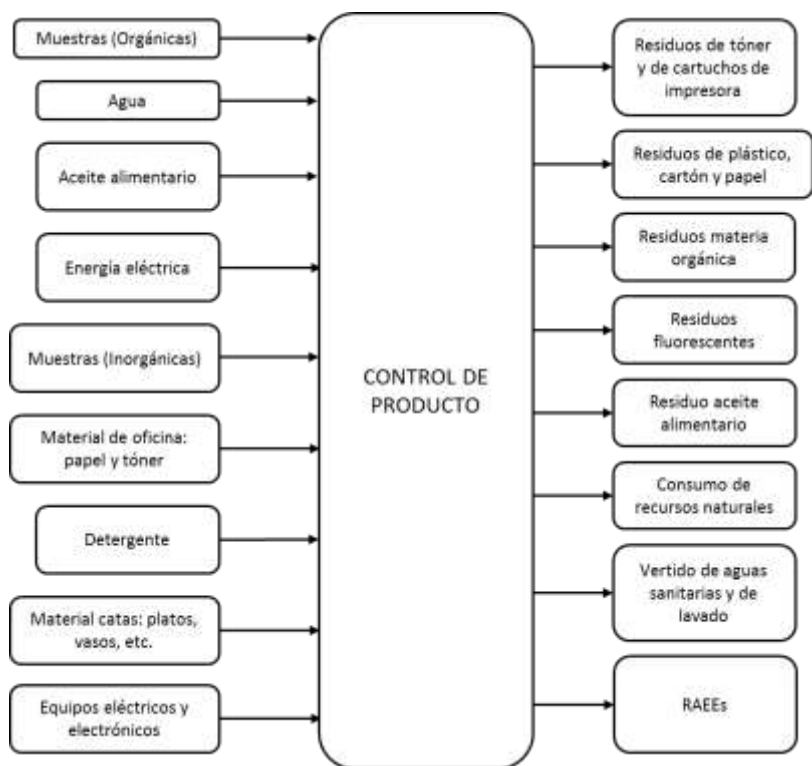 Muestras (Orgánicas)
Agua
Aceite alimentario
Energía eléctrica
Muestras (Inorgánicas)
Material de oficina:
papel y tóner
Detergente
Material catas: platos,
vasos, etc.
Equipos eléctricos y
electrónicos
CONTROL DE
PRODUCTO
Residuos de tóner
y de cartuchos de
impresora
Residuos de plástico,
cartón y papel
Residuos materia
orgánica
Residuos
fluorescentes
Residuo aceite
alimentario
Consumo de
recursos naturales
Vertido de aguas
sanitarias y de
lavado
RAEEs